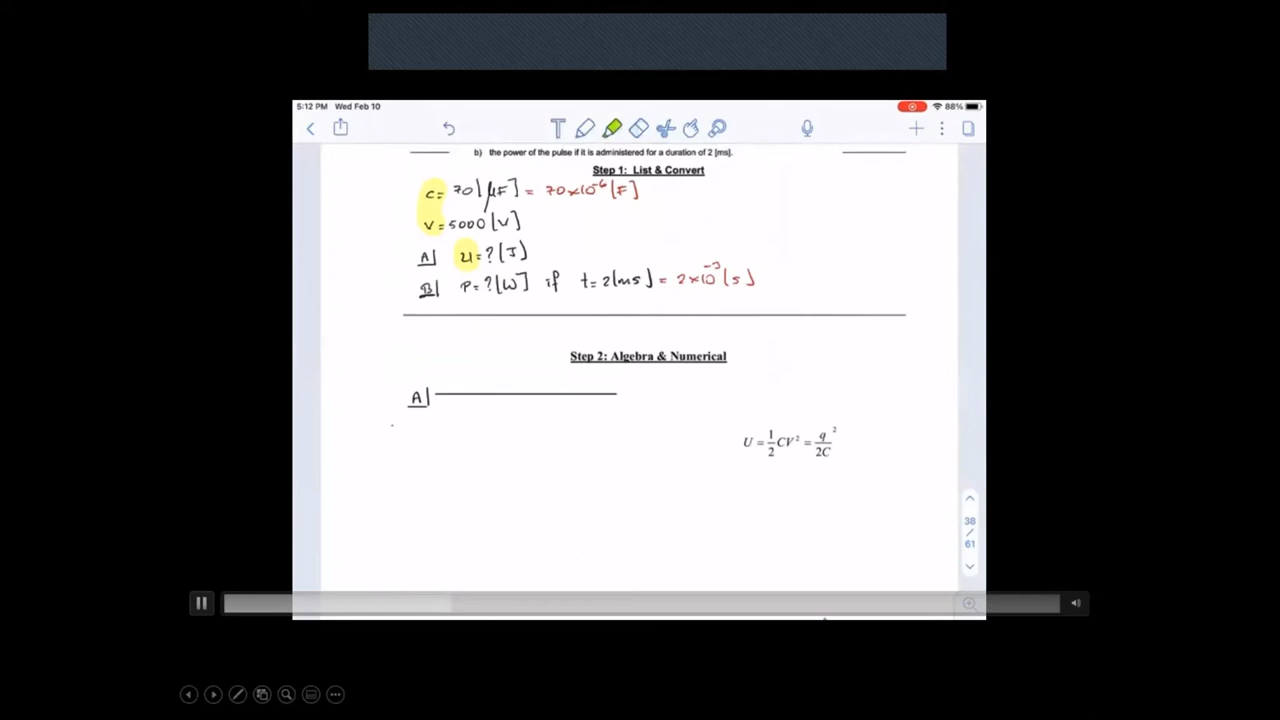 5:12 PM Wed Feb 10
88%
b) the power of the pulse if it is administered for a duration of 2 [ms].
Step 1: List & Convert
C = 70 [μF] = 70×10⁻⁶ [F]
V = 5000 [V]
A| U = ? [J]
B| P = ? [W] if t = 2 [ms] = 2×10⁻³ [s]
Step 2: Algebra & Numerical
A|
U = 1/2 CV² = q²/2C
38
/
61